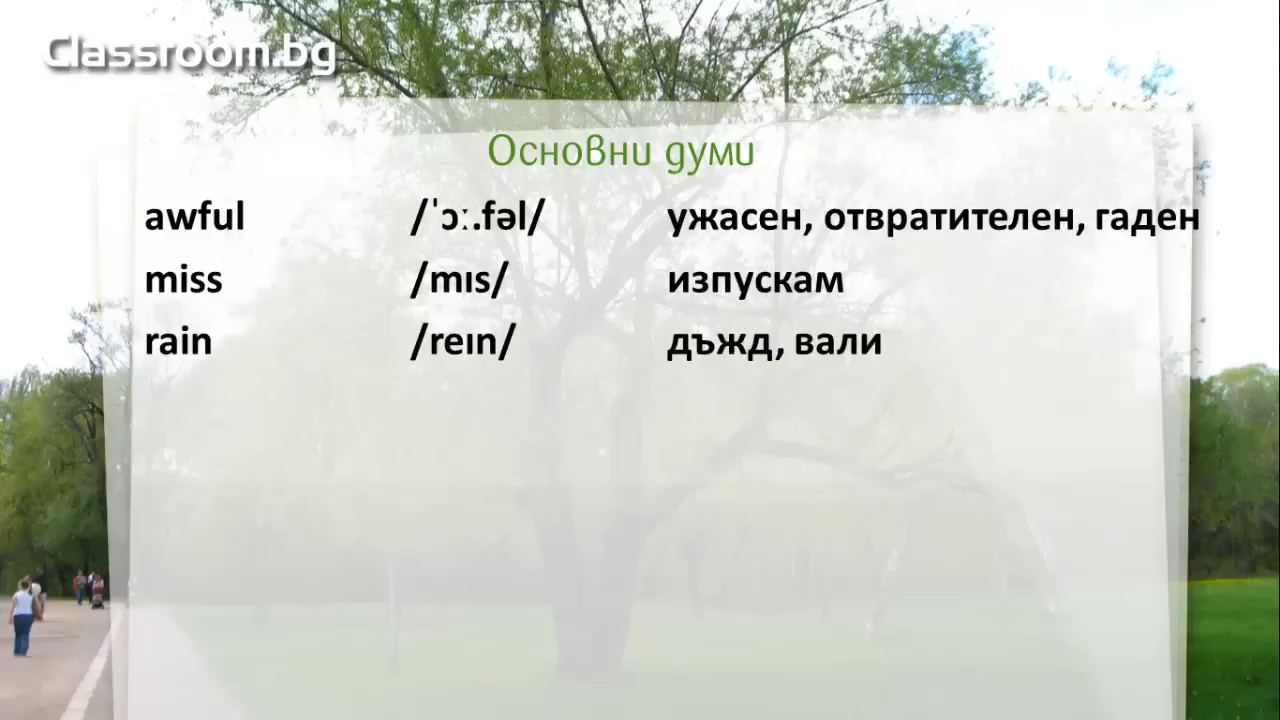 Classroom.bg
Основни думи
awful /ˈɔː.fəl/ ужасен, отвратителен, гаден
miss /mɪs/ изпускам
rain /reɪn/ дъжд, вали